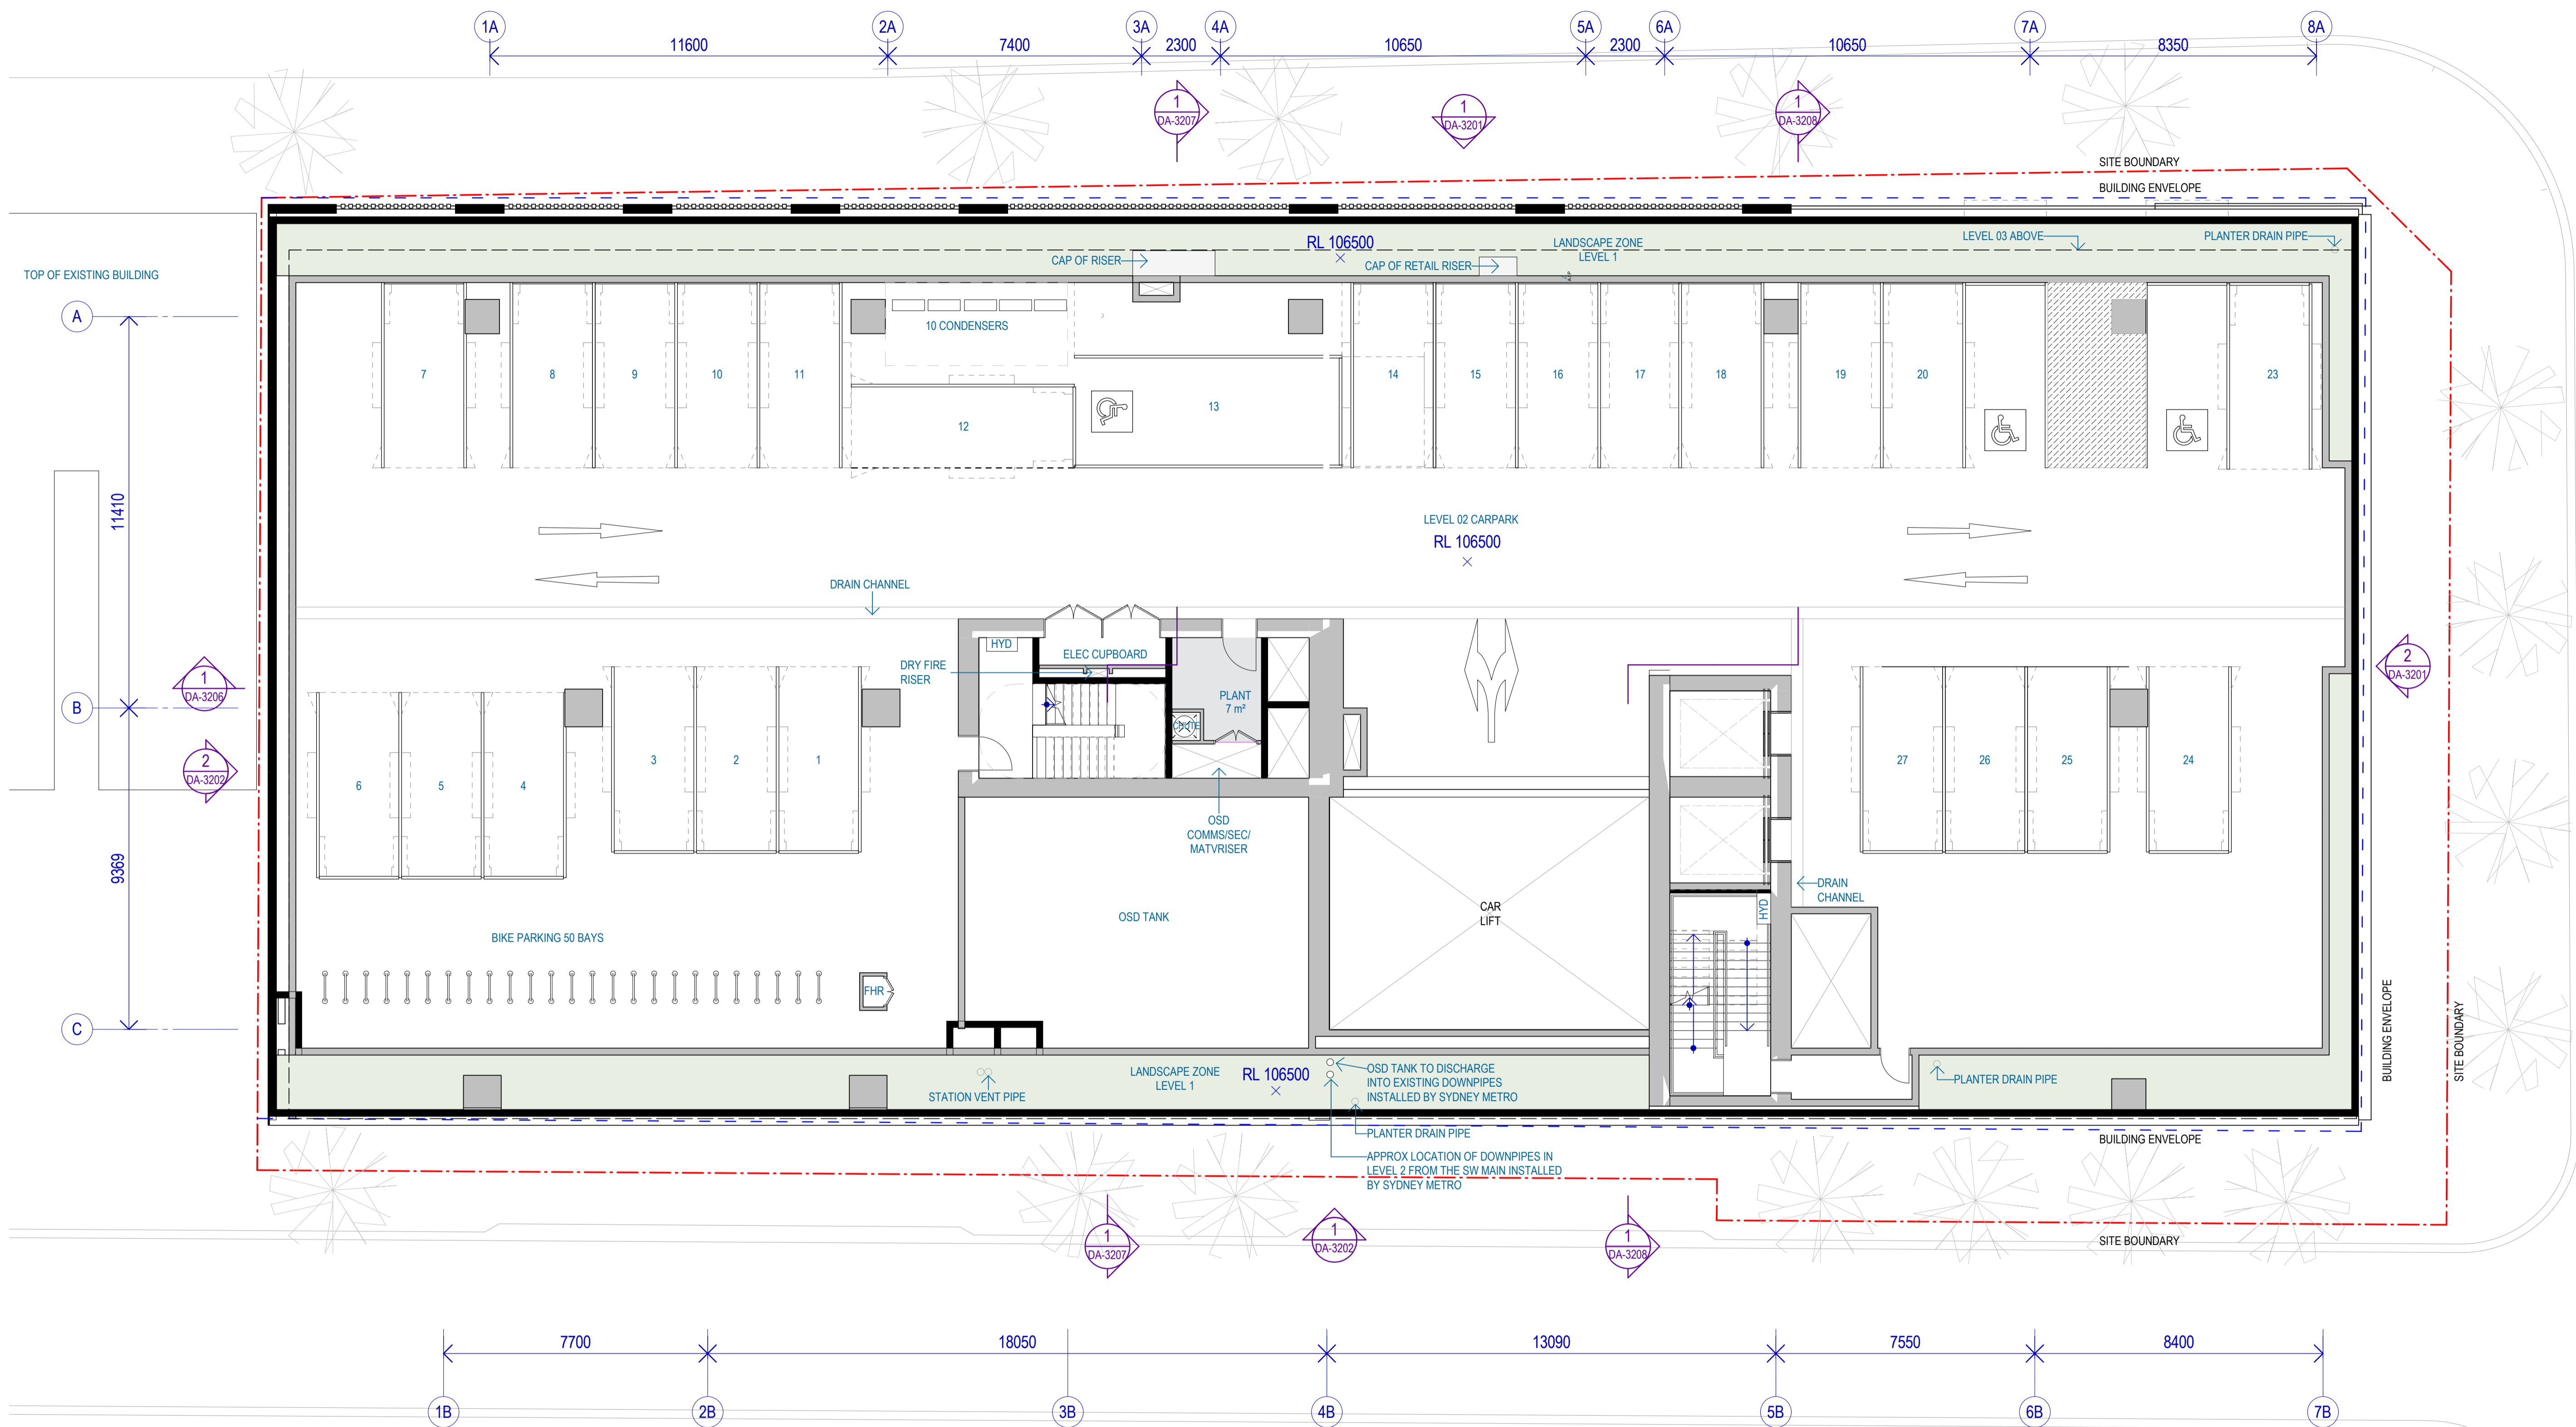 1A
2A
3A
4A
5A
6A
7A
8A
11600
7400
2300
10650
2300
10650
8350
1
DA-3207
1
DA-3201
1
DA-3208
SITE BOUNDARY
BUILDING ENVELOPE
TOP OF EXISTING BUILDING
CAP OF RISER
RL 106500
CAP OF RETAIL RISER
LANDSCAPE ZONE
LEVEL 1
LEVEL 03 ABOVE
PLANTER DRAIN PIPE
A
10 CONDENSERS
7
8
9
10
11
12
13
14
15
16
17
18
19
20
23
11410
LEVEL 02 CARPARK
RL 106500
DRAIN CHANNEL
HYD
ELEC CUPBOARD
DRY FIRE
RISER
PLANT
7 m²
CHUTE
1
DA-3206
B
2
DA-3202
2
DA-3201
6
5
4
3
2
1
27
26
25
24
OSD
COMMS/SEC/
MATVRISER
9369
DRAIN
CHANNEL
HYD
CAR
LIFT
OSD TANK
BIKE PARKING 50 BAYS
FHR
C
BUILDING ENVELOPE
SITE BOUNDARY
STATION VENT PIPE
LANDSCAPE ZONE
LEVEL 1
RL 106500
OSD TANK TO DISCHARGE
INTO EXISTING DOWNPIPES
INSTALLED BY SYDNEY METRO
PLANTER DRAIN PIPE
PLANTER DRAIN PIPE
APPROX LOCATION OF DOWNPIPES IN
LEVEL 2 FROM THE SW MAIN INSTALLED
BY SYDNEY METRO
BUILDING ENVELOPE
SITE BOUNDARY
1
DA-3207
1
DA-3202
1
DA-3208
7700
18050
13090
7550
8400
1B
2B
3B
4B
5B
6B
7B